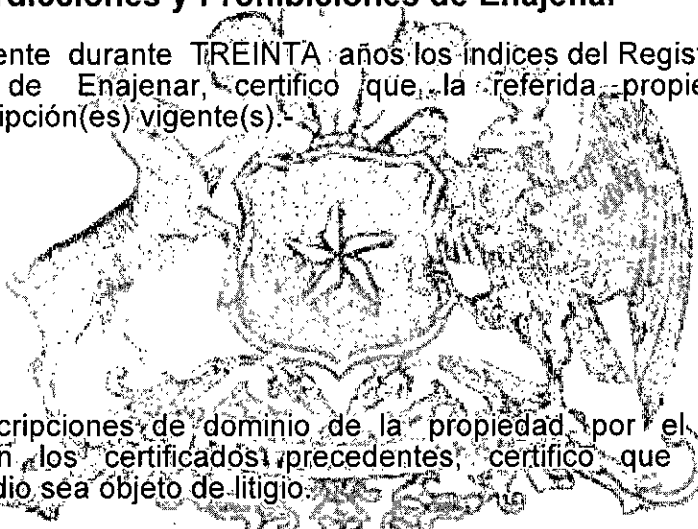 rdicciones y Prohibiciones de Enajenar
ente durante TREINTA años los índices del Regis
de Enajenar, certifico que la referida propie
ipción(es) vigente(s).-
cripciones de dominio de la propiedad por el
n los certificados precedentes, certifico que
dio sea objeto de litigio.